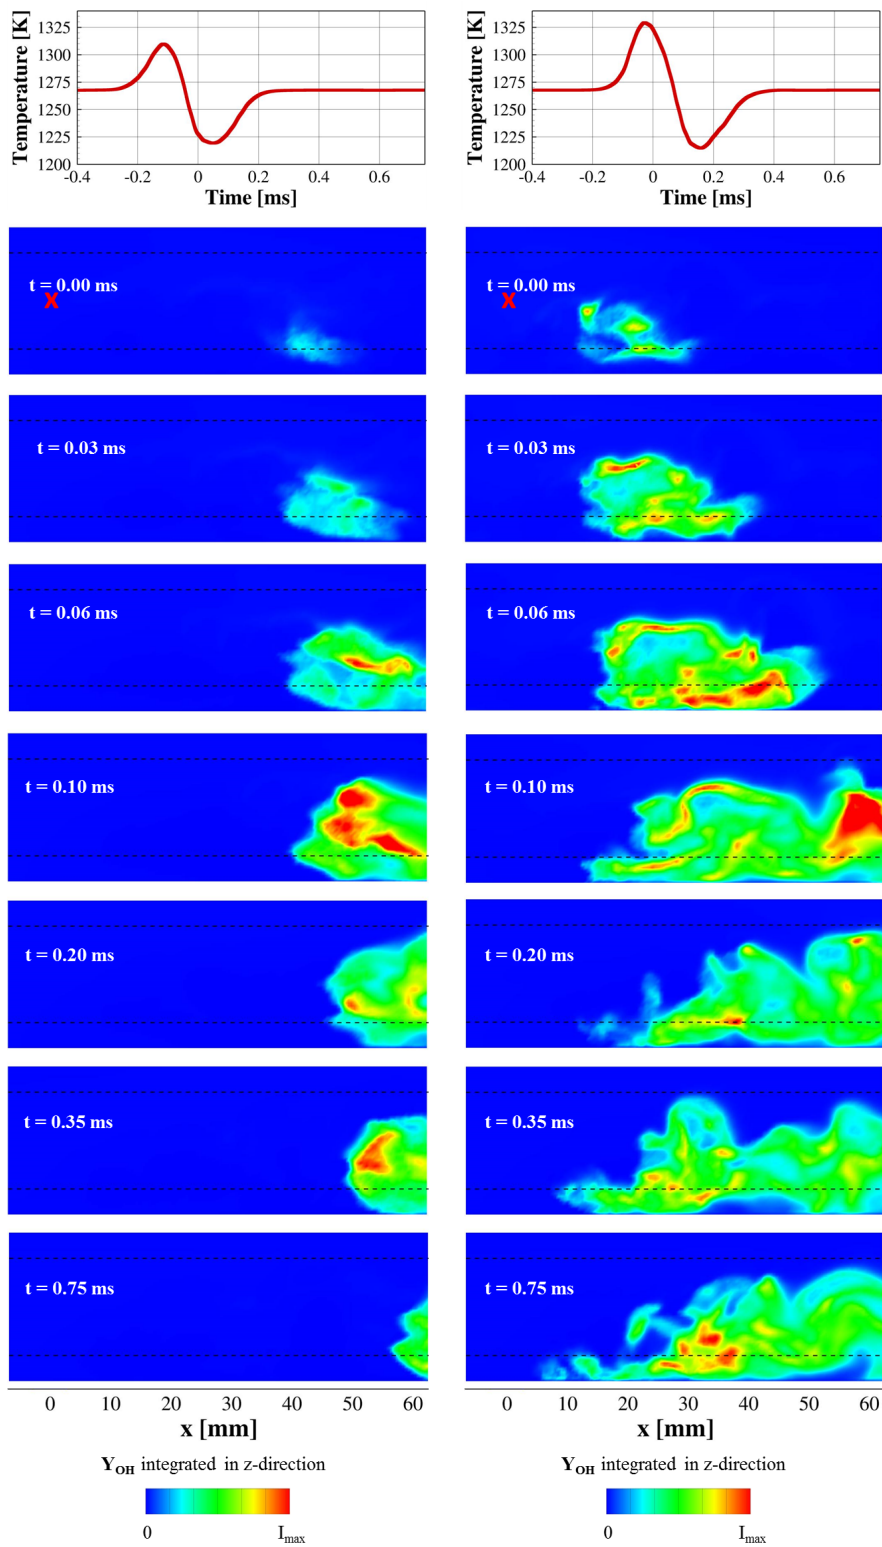 Temperature [K]
1325
1300
1275
1250
1225
1200
-0.4 -0.2 0 0.2 0.4 0.6
Time [ms]
Temperature [K]
1325
1300
1275
1250
1225
1200
-0.4 -0.2 0 0.2 0.4 0.6
Time [ms]
t = 0.00 ms
X
t = 0.00 ms
X
t = 0.03 ms
t = 0.03 ms
t = 0.06 ms
t = 0.06 ms
t = 0.10 ms
t = 0.10 ms
t = 0.20 ms
t = 0.20 ms
t = 0.35 ms
t = 0.35 ms
t = 0.75 ms
t = 0.75 ms
0 10 20 30 40 50 60
x [mm]
0 10 20 30 40 50 60
x [mm]
Y_OH integrated in z-direction
0 I_max
Y_OH integrated in z-direction
0 I_max